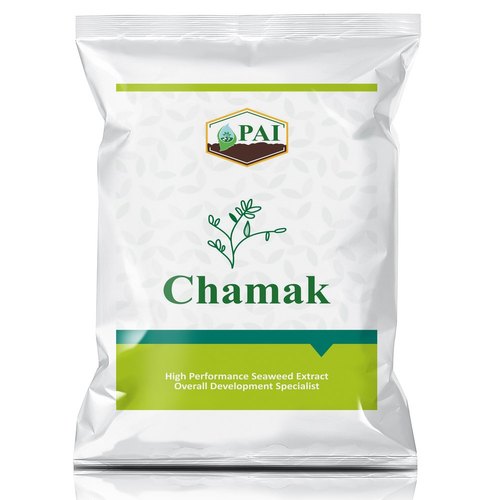 PAI
Chamak
High Performance Seaweed Extract
Overall Development Specialist